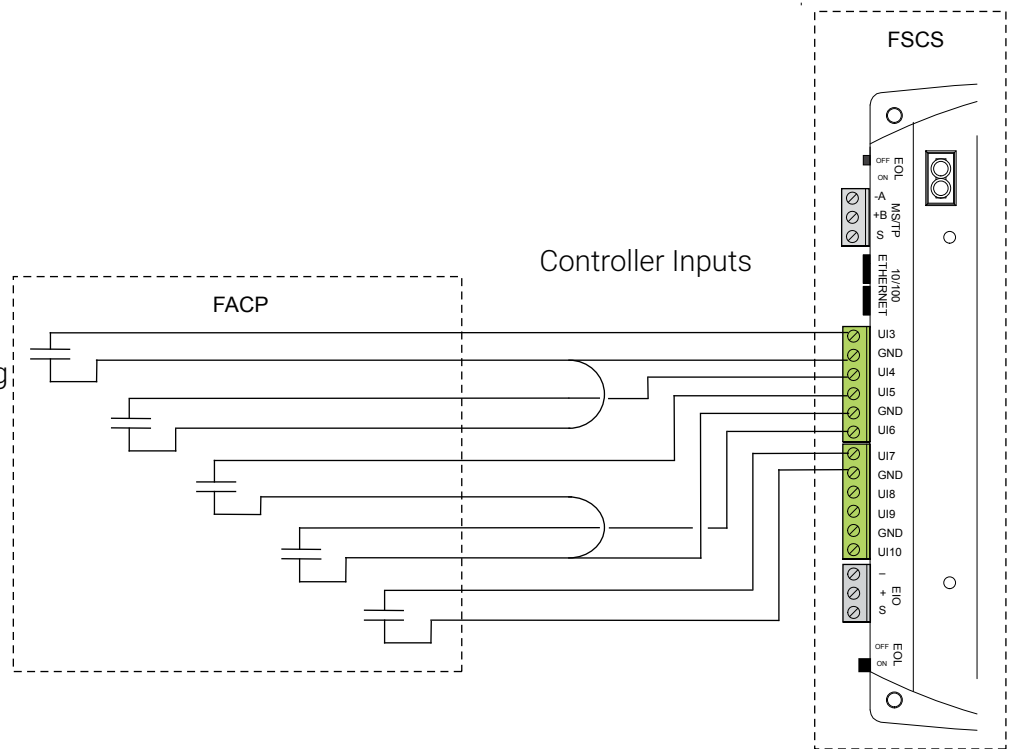 FSCS
OFF
ON
EOL
-A
+B
S
MS/TP
10/100
ETHERNET
Controller Inputs
FACP
g
UI3
GND
UI4
UI5
GND
UI6
UI7
GND
UI8
UI9
GND
UI10
–
+
S
EIO
OFF
ON
EOL